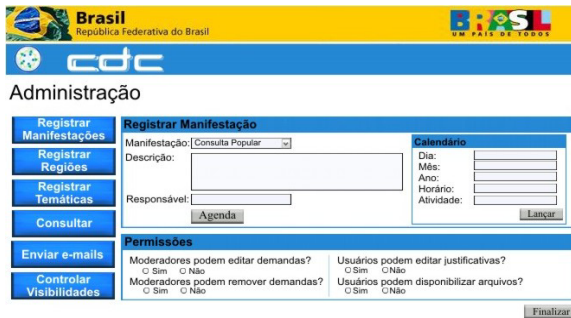 Brasil
República Federativa do Brasil
BRASIL
UM PAÍS DE TODOS
cdc
Administração
Registrar Manifestações
Registrar Regiões
Registrar Temáticas
Consultar
Enviar e-mails
Controlar Visibilidades
Registrar Manifestação
Manifestação: Consulta Popular
Descrição:
Responsável:
Agenda
Calendário
Dia:
Mês:
Ano:
Horário:
Atividade:
Lançar
Permissões
Moderadores podem editar demandas?
Sim Não
Moderadores podem remover demandas?
Sim Não
Usuários podem editar justificativas?
Sim Não
Usuários podem disponibilizar arquivos?
Sim Não
Finalizar